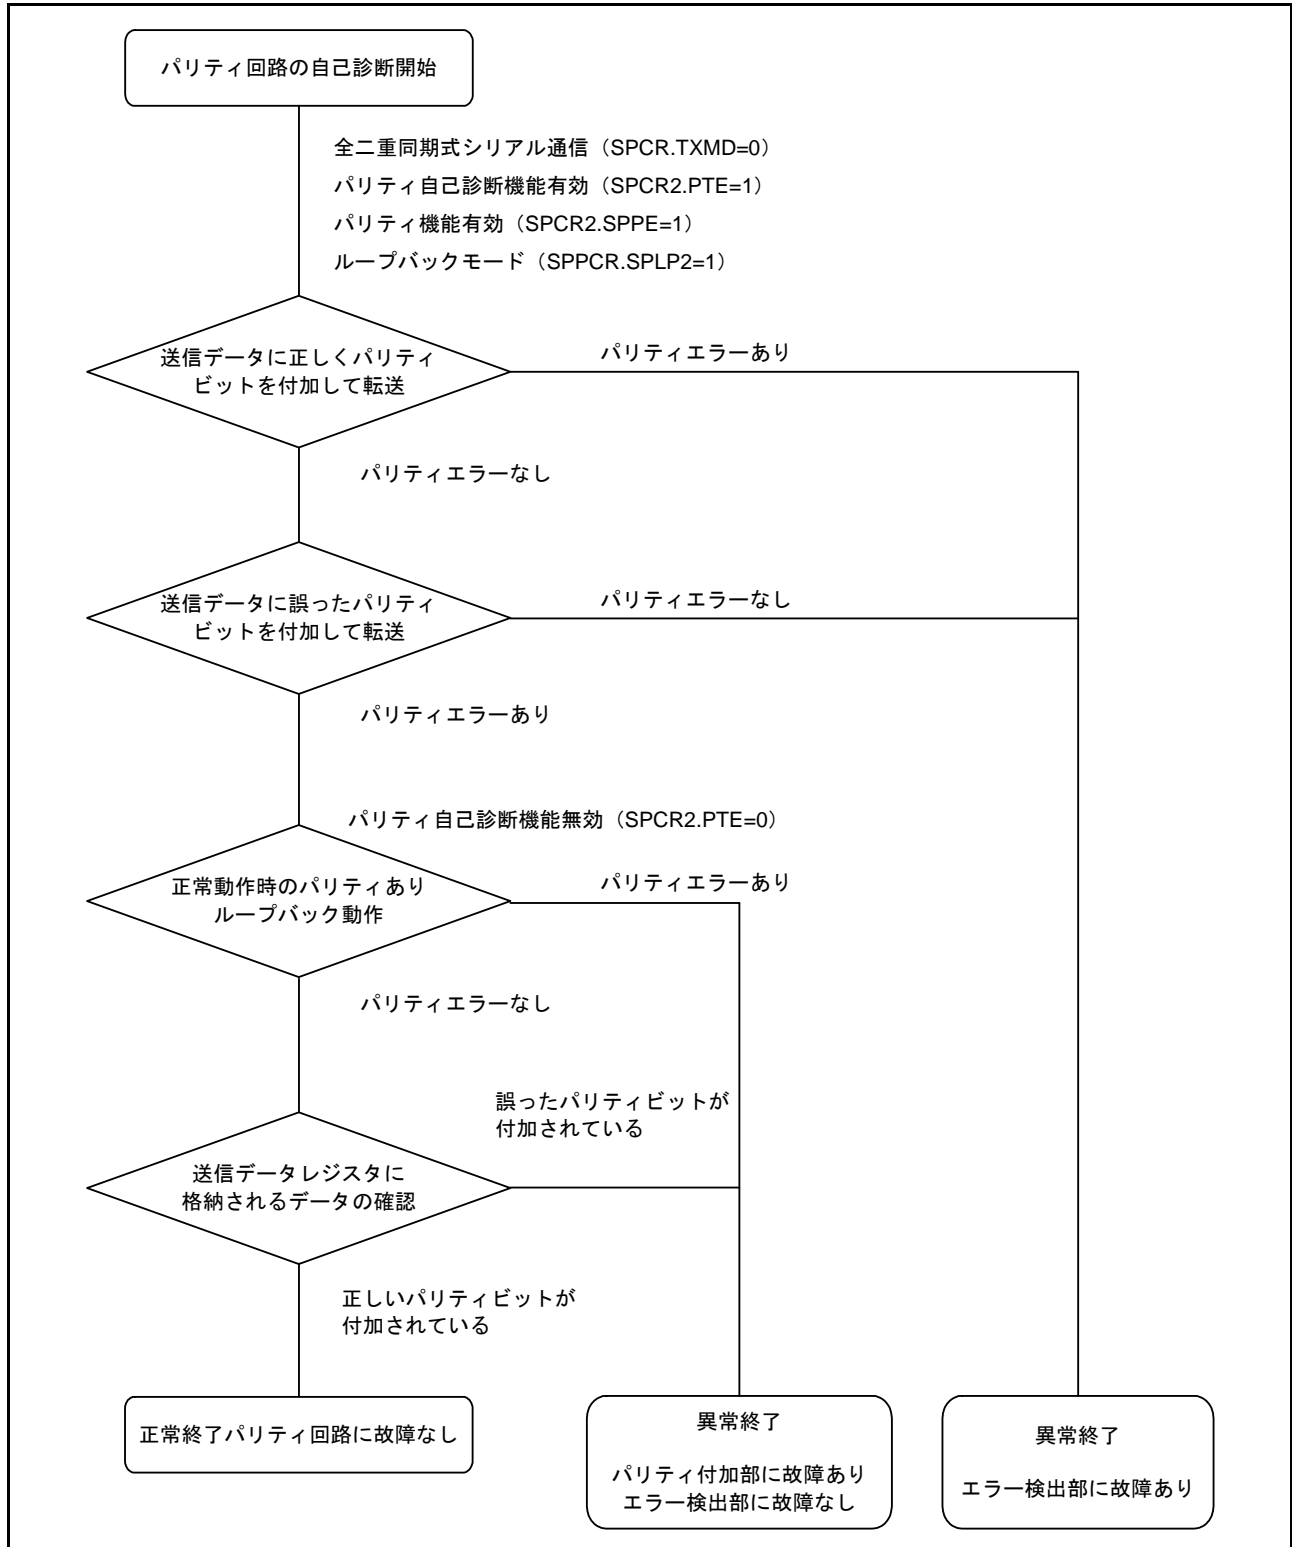 パリティ回路の自己診断開始
全二重同期式シリアル通信（SPCR.TXMD=0）
パリティ自己診断機能有効（SPCR2.PTE=1）
パリティ機能有効（SPCR2.SPPE=1）
ループバックモード（SPPCR.SPLP2=1）
送信データに正しくパリティ
ビットを付加して転送
パリティエラーあり
パリティエラーなし
送信データに誤ったパリティ
ビットを付加して転送
パリティエラーなし
パリティエラーあり
パリティ自己診断機能無効（SPCR2.PTE=0）
正常動作時のパリティあり
ループバック動作
パリティエラーあり
パリティエラーなし
誤ったパリティビットが
付加されている
送信データレジスタに
格納されるデータの確認
正しいパリティビットが
付加されている
正常終了パリティ回路に故障なし
異常終了
パリティ付加部に故障あり
エラー検出部に故障なし
異常終了
エラー検出部に故障あり